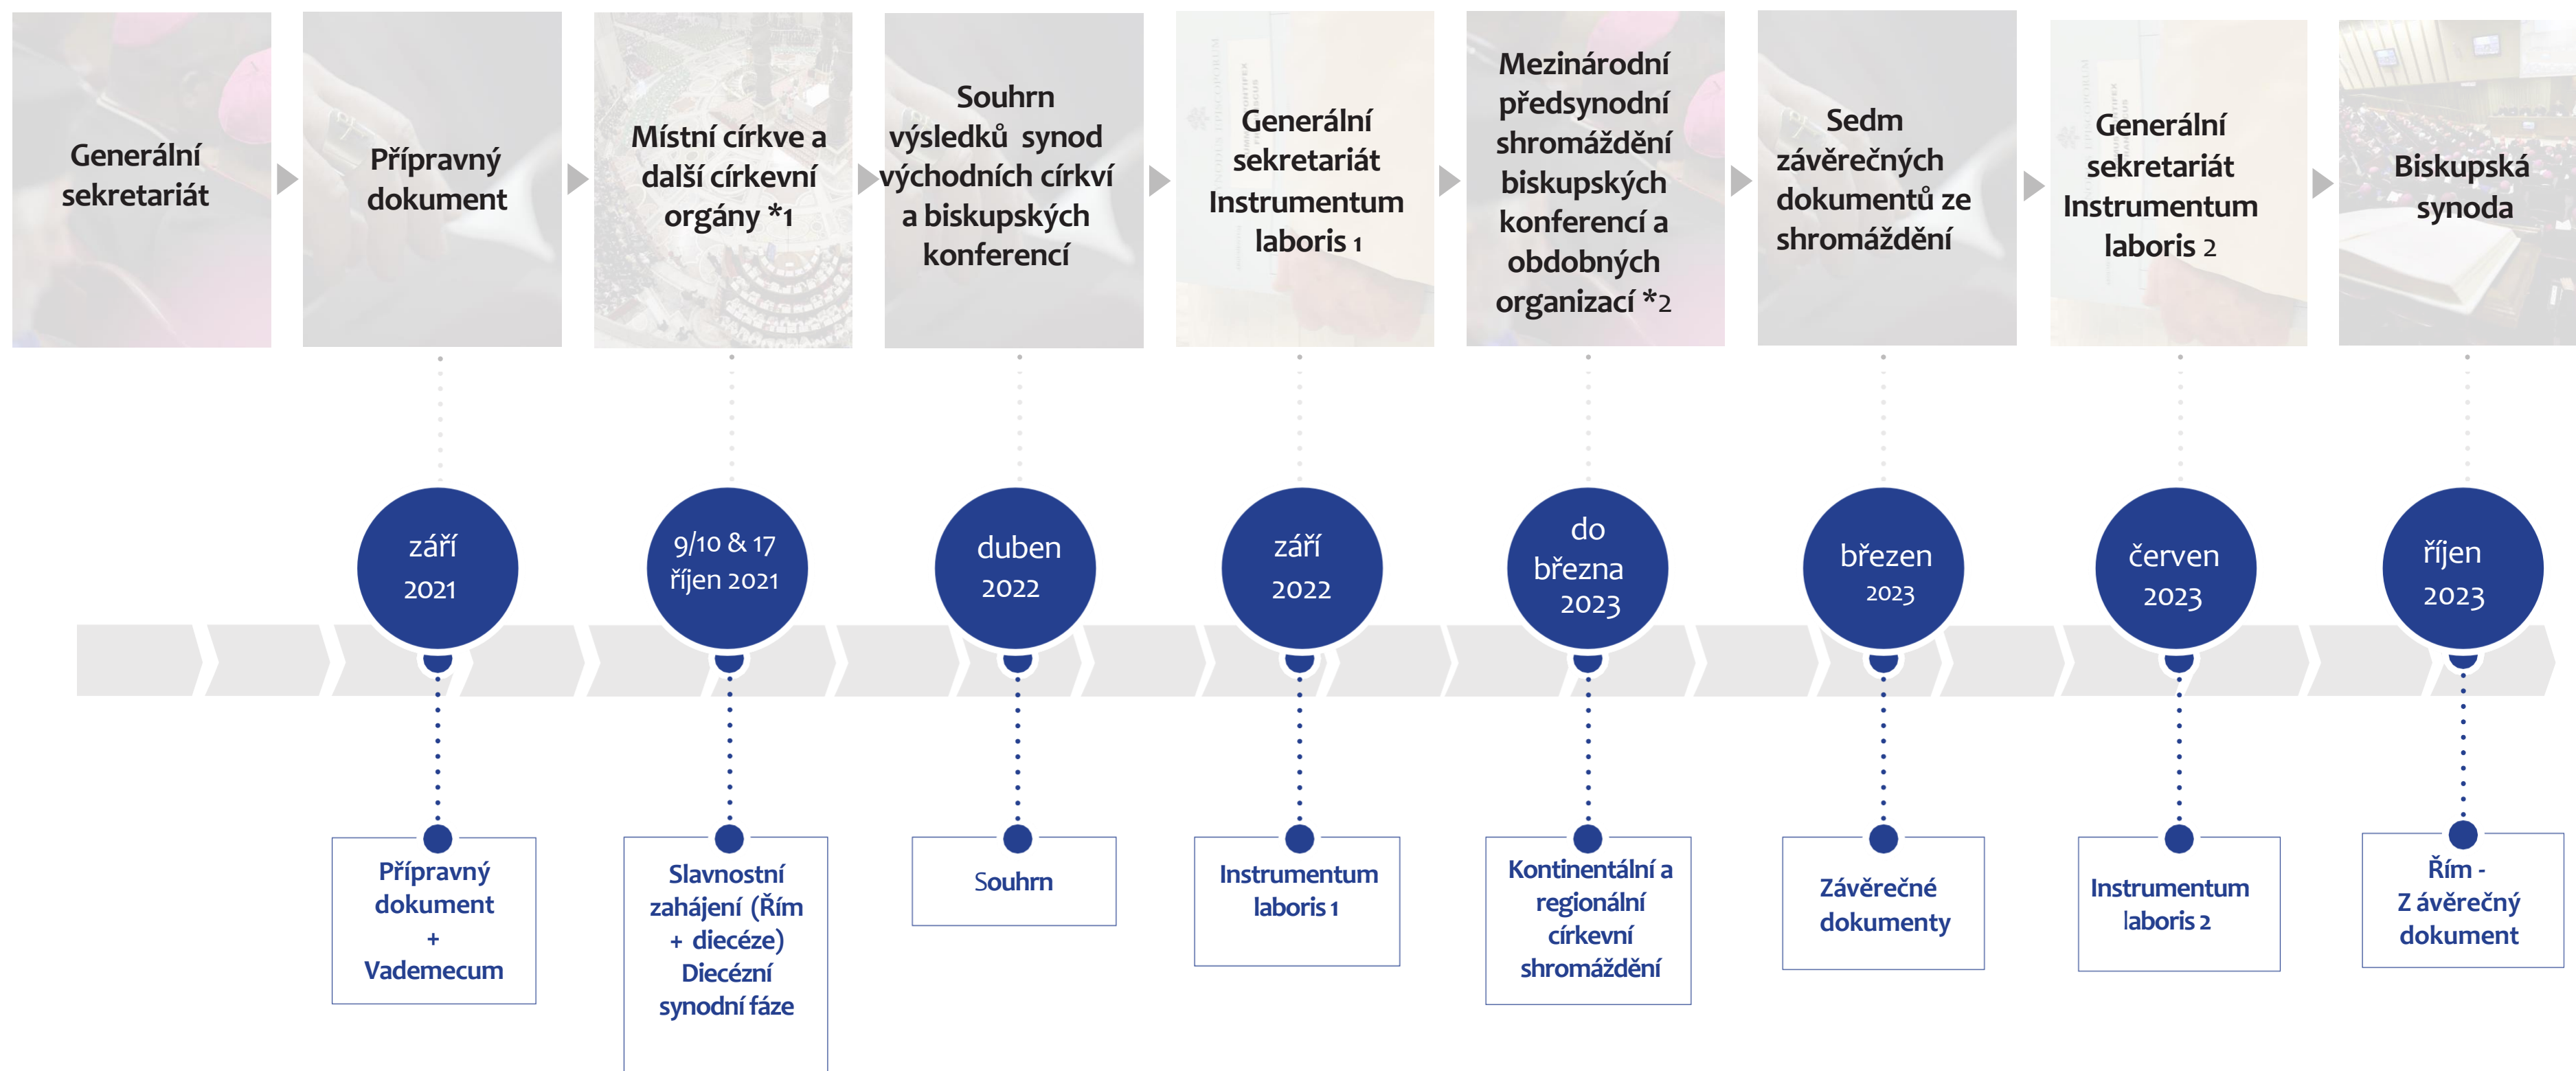 Generální
sekretariát
Přípravný
dokument
Místní církve a
další církevní
orgány *1
Souhrn
výsledků synod
východních církví
a biskupských
konferencí
Generální
sekretariát
Instrumentum
laboris 1
Mezinárodní
předsynodní
shromáždění
biskupských
konferencí a
obdobných
organizací *2
Sedm
závěrečných
dokumentů ze
shromáždění
Generální
sekretariát
Instrumentum
laboris 2
Biskupská
synoda
září
2021
9/10 & 17
říjen 2021
duben
2022
září
2022
do
března
2023
březen
2023
červen
2023
říjen
2023
Přípravný
dokument
+
Vademecum
Slavnostní
zahájení (Řím
+ diecéze)
Diecézní
synodní fáze
Souhrn
Instrumentum
laboris 1
Kontinentální a
regionální
církevní
shromáždění
Závěrečné
dokumenty
Instrumentum
laboris 2
Řím -
Z ávěrečný
dokument